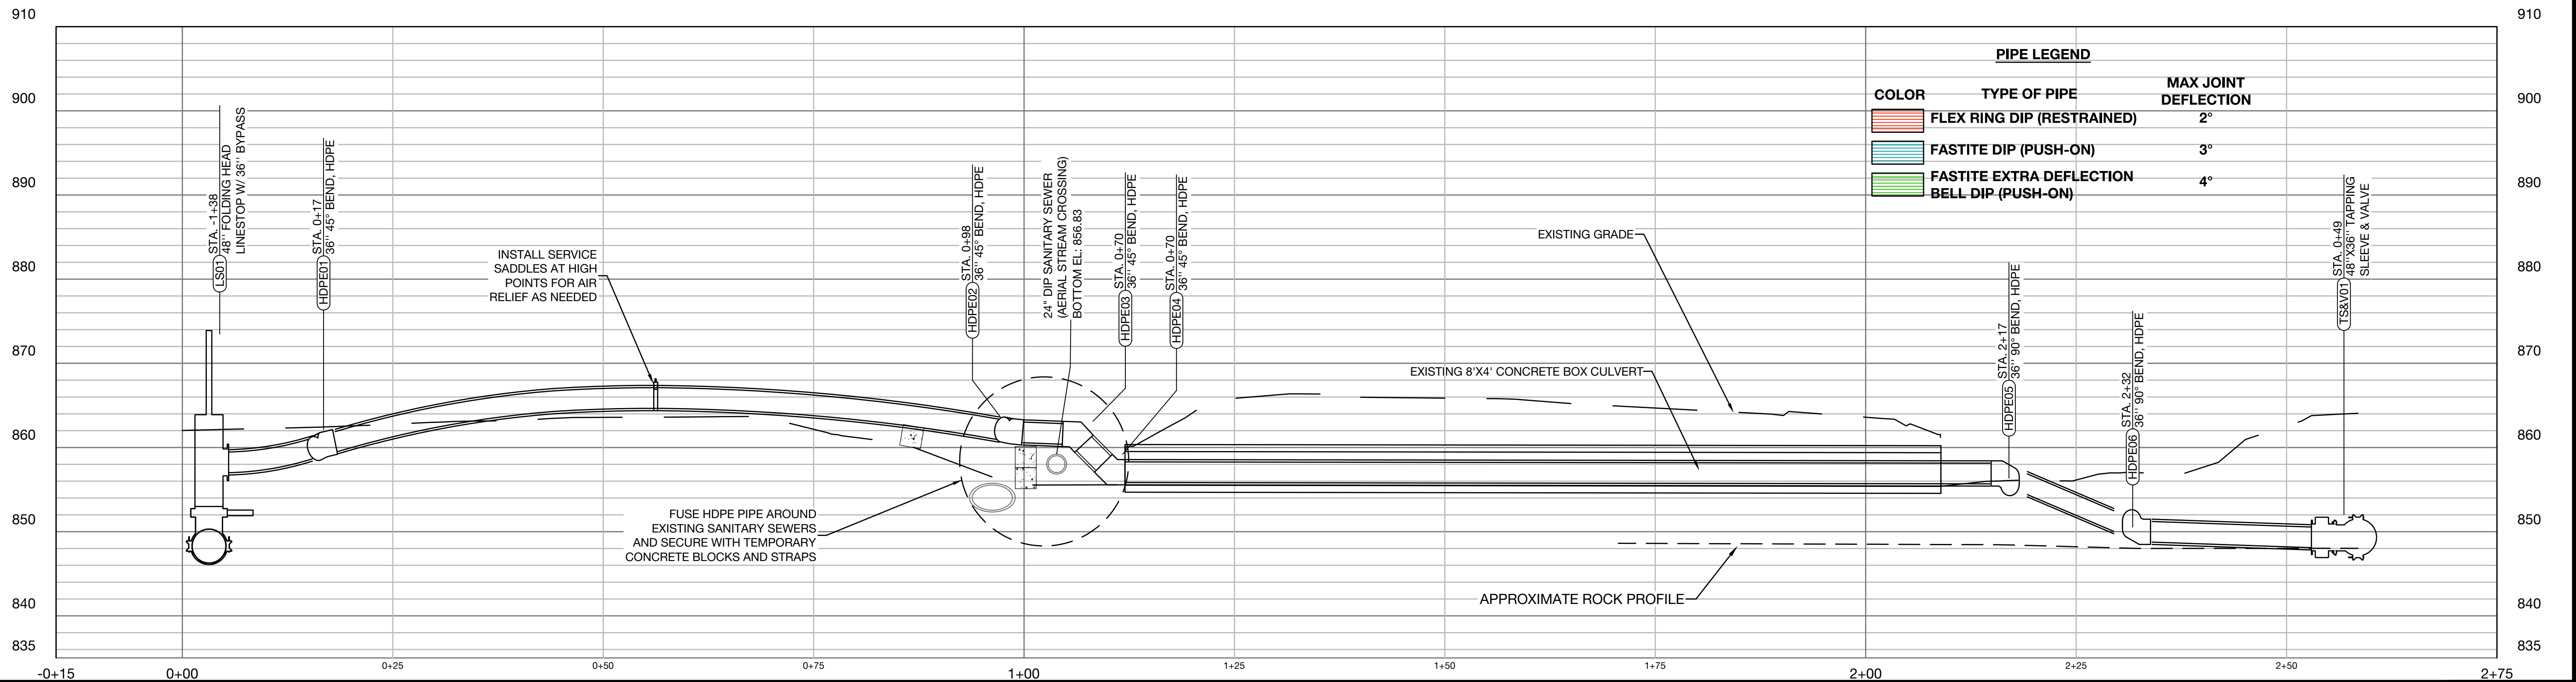 910
910
PIPE LEGEND
COLOR
TYPE OF PIPE
MAX JOINT
DEFLECTION
FLEX RING DIP (RESTRAINED)
2°
FASTITE DIP (PUSH-ON)
3°
FASTITE EXTRA DEFLECTION
BELL DIP (PUSH-ON)
4°
900
900
890
890
880
880
870
870
860
860
850
850
840
840
835
835
LS01
STA. -1+38
48'' FOLDING HEAD
LINESTOP W/ 36'' BYPASS
HDPE01
STA. 0+17
36'' 45° BEND, HDPE
INSTALL SERVICE
SADDLES AT HIGH
POINTS FOR AIR
RELIEF AS NEEDED
HDPE02
STA. 0+98
36'' 45° BEND, HDPE
24" DIP SANITARY SEWER
(AERIAL STREAM CROSSING)
BOTTOM EL: 856.83
HDPE03
STA. 0+70
36'' 45° BEND, HDPE
HDPE04
STA. 0+70
36'' 45° BEND, HDPE
EXISTING GRADE
EXISTING 8'X4' CONCRETE BOX CULVERT
HDPE05
STA. 2+17
36'' 90° BEND, HDPE
HDPE06
STA. 2+32
36'' 90° BEND, HDPE
TS&V01
STA. 0+49
48''X36'' TAPPING
SLEEVE & VALVE
FUSE HDPE PIPE AROUND
EXISTING SANITARY SEWERS
AND SECURE WITH TEMPORARY
CONCRETE BLOCKS AND STRAPS
APPROXIMATE ROCK PROFILE
-0+15
0+00
0+25
0+50
0+75
1+00
1+25
1+50
1+75
2+00
2+25
2+50
2+75